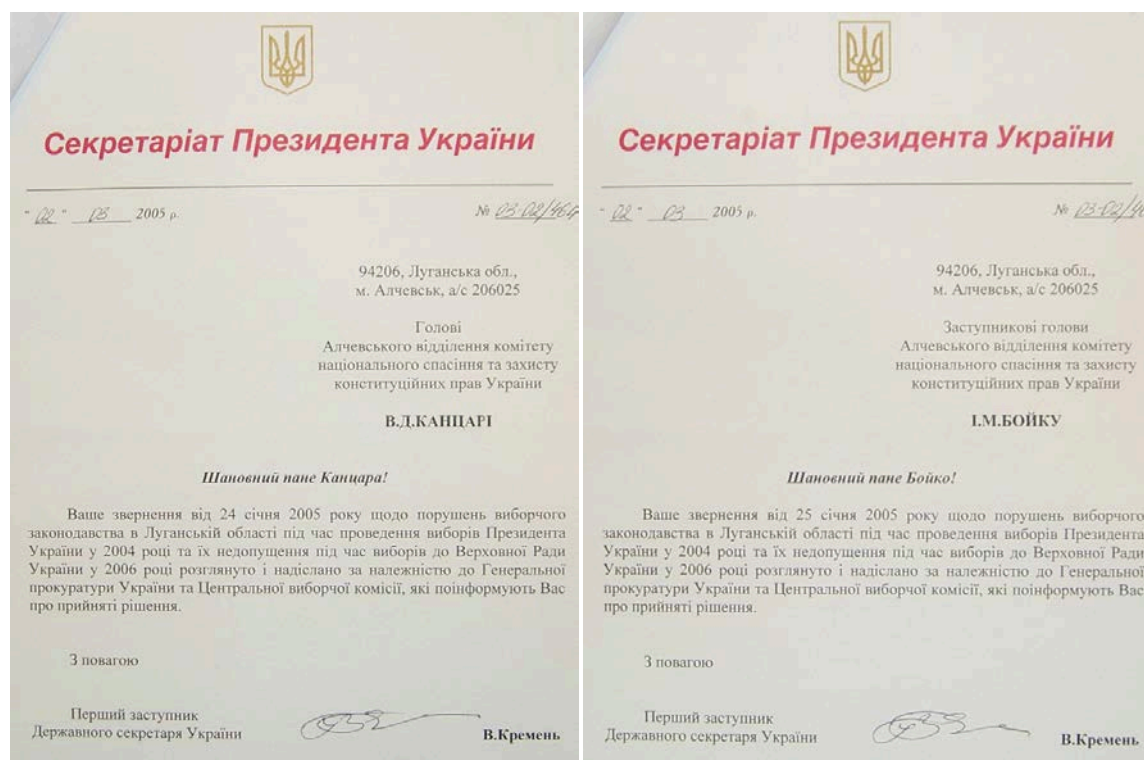 Секретаріат Президента України
" 02 " 03 2005 р.
№ 03-02/464
94206, Луганська обл.,
м. Алчевськ, а/с 206025
Голові
Алчевського відділення комітету
національного спасіння та захисту
конституційних прав України
В.Д.КАНЦАРІ
Шановний пане Канцара!
Ваше звернення від 24 січня 2005 року щодо порушень виборчого
законодавства в Луганській області під час проведення виборів Президента
України у 2004 році та їх недопущення під час виборів до Верховної Ради
України у 2006 році розглянуто і надіслано за належністю до Генеральної
прокуратури України та Центральної виборчої комісії, які поінформують Вас
про прийняті рішення.
З повагою
Перший заступник
Державного секретаря України
В.Кремень
Секретаріат Президента України
" 02 " 03 2005 р.
№ 03-02/
94206, Луганська обл.,
м. Алчевськ, а/с 206025
Заступникові голови
Алчевського відділення комітету
національного спасіння та захисту
конституційних прав України
І.М.БОЙКУ
Шановний пане Бойко!
Ваше звернення від 25 січня 2005 року щодо порушень виборчого
законодавства в Луганській області під час проведення виборів Президента
України у 2004 році та їх недопущення під час виборів до Верховної Ради
України у 2006 році розглянуто і надіслано за належністю до Генеральної
прокуратури України та Центральної виборчої комісії, які поінформують Вас
про прийняті рішення.
З повагою
Перший заступник
Державного секретаря України
В.Кремень